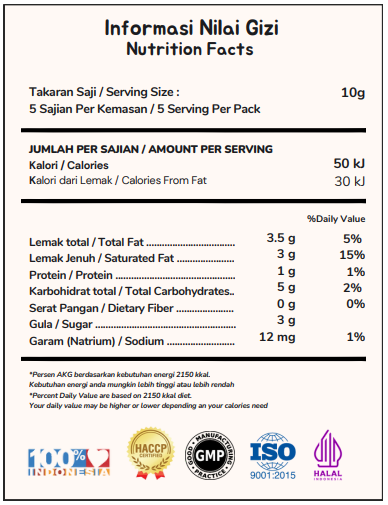 Informasi Nilai Gizi
Nutrition Facts
Takaran Saji / Serving Size : 10g
5 Sajian Per Kemasan / 5 Serving Per Pack
JUMLAH PER SAJIAN / AMOUNT PER SERVING
Kalori / Calories 50 kJ
Kalori dari Lemak / Calories From Fat 30 kJ
%Daily Value
Lemak total / Total Fat .................................. 3.5 g 5%
Lemak Jenuh / Saturated Fat ...................... 3 g 15%
Protein / Protein ............................................. 1 g 1%
Karbohidrat total / Total Carbohydrates.. 5 g 2%
Serat Pangan / Dietary Fiber ...................... 0 g 0%
Gula / Sugar ..................................................... 3 g
Garam (Natrium) / Sodium .......................... 12 mg 1%
*Persen AKG berdasarkan kebutuhan energi 2150 kkal.
Kebutuhan energi anda mungkin lebih tinggi atau lebih rendah
*Percent Daily Value are based on 2150 kkal diet.
Your daily value may be higher or lower depending an your calories need
100%
INDONESIA
HACCP
CERTIFIED
GOOD MANUFACTURING
GMP
PRACTICE
ISO
9001:2015
HALAL
INDONESIA